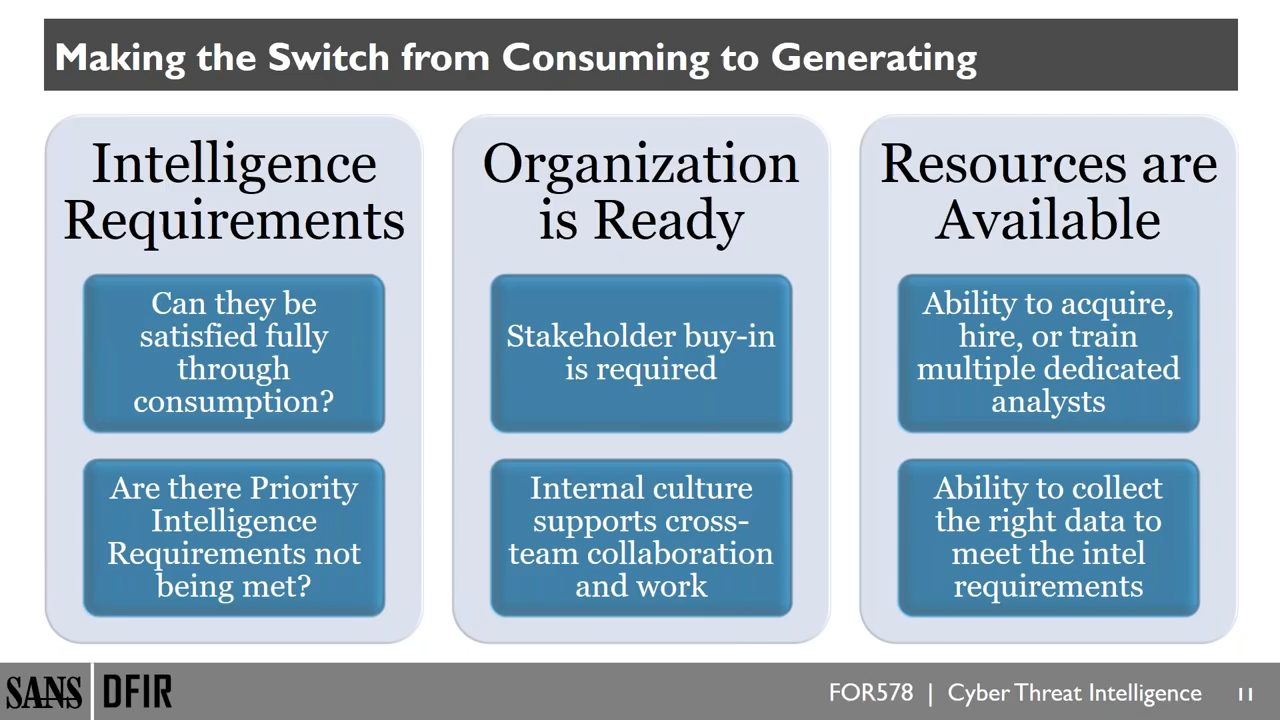 Making the Switch from Consuming to Generating
Intelligence
Requirements
Can they be
satisfied fully
through
consumption?
Are there Priority
Intelligence
Requirements not
being met?
Organization
is Ready
Stakeholder buy-in
is required
Internal culture
supports cross-
team collaboration
and work
Resources are
Available
Ability to acquire,
hire, or train
multiple dedicated
analysts
Ability to collect
the right data to
meet the intel
requirements
SANS | DFIR
FOR578 | Cyber Threat Intelligence 11